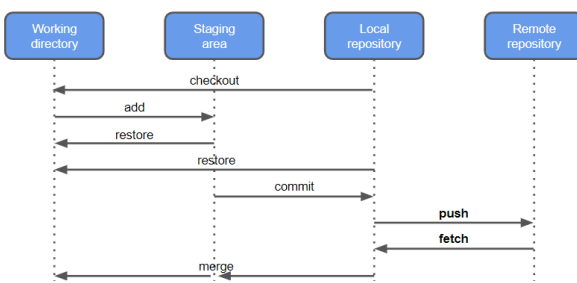 Working
directory
Staging
area
Local
repository
Remote
repository
checkout
add
restore
restore
commit
push
fetch
merge